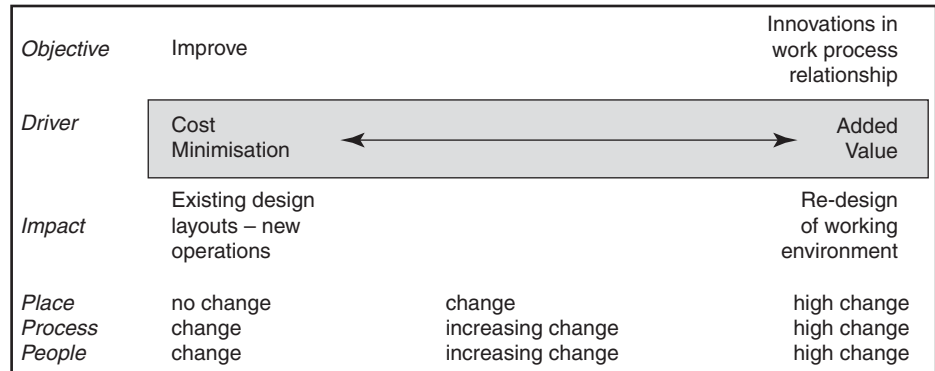 Objective Improve Innovations in
work process
relationship
Driver Cost Added
Minimisation Value
Existing design Re-design
Impact layouts – new of working
operations environment
Place no change change high change
Process change increasing change high change
People change increasing change high change